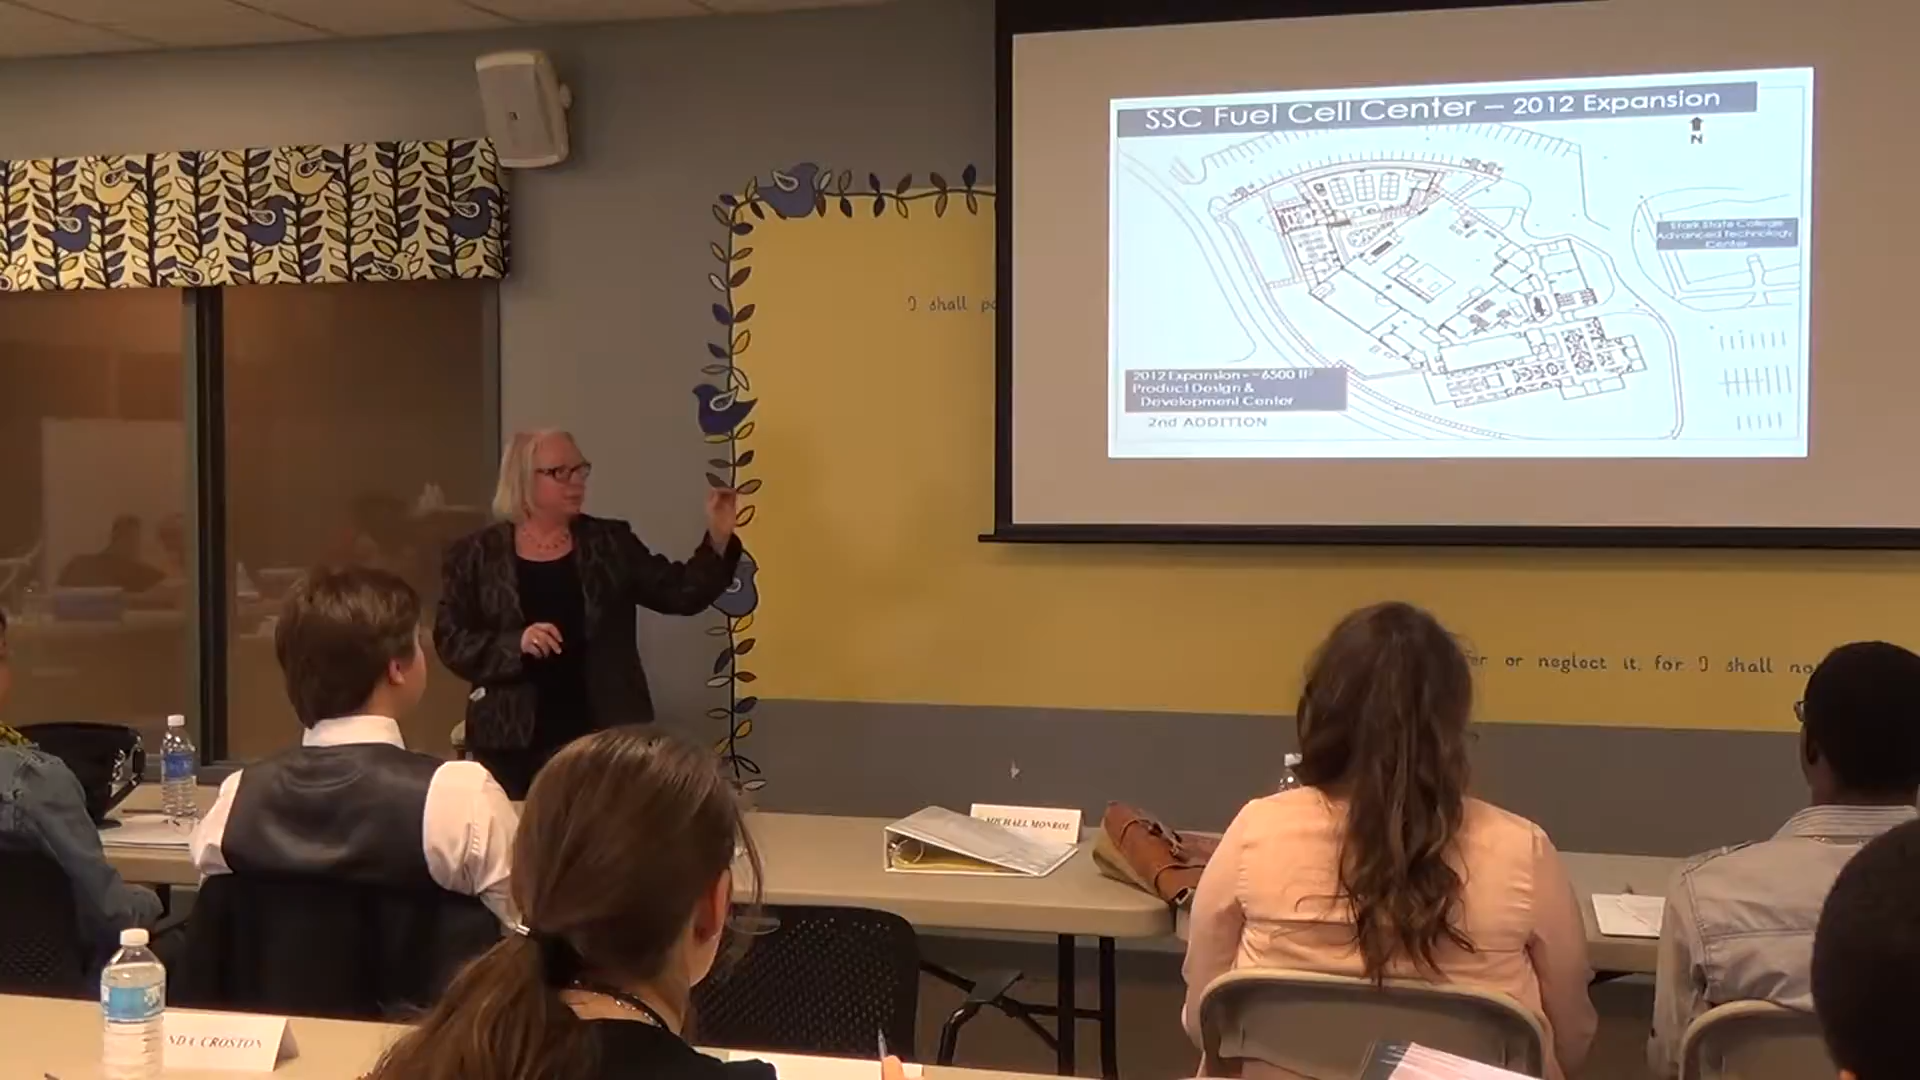 SSC Fuel Cell Center – 2012 Expansion
N
Stark State College
Advanced Technology
Center
2012 Expansion - ~ 6500 ft²
Product Design &
Development Center
2nd ADDITION
I shall
or neglect it, for I shall
MICHAEL MONROE
NDA CROSTON